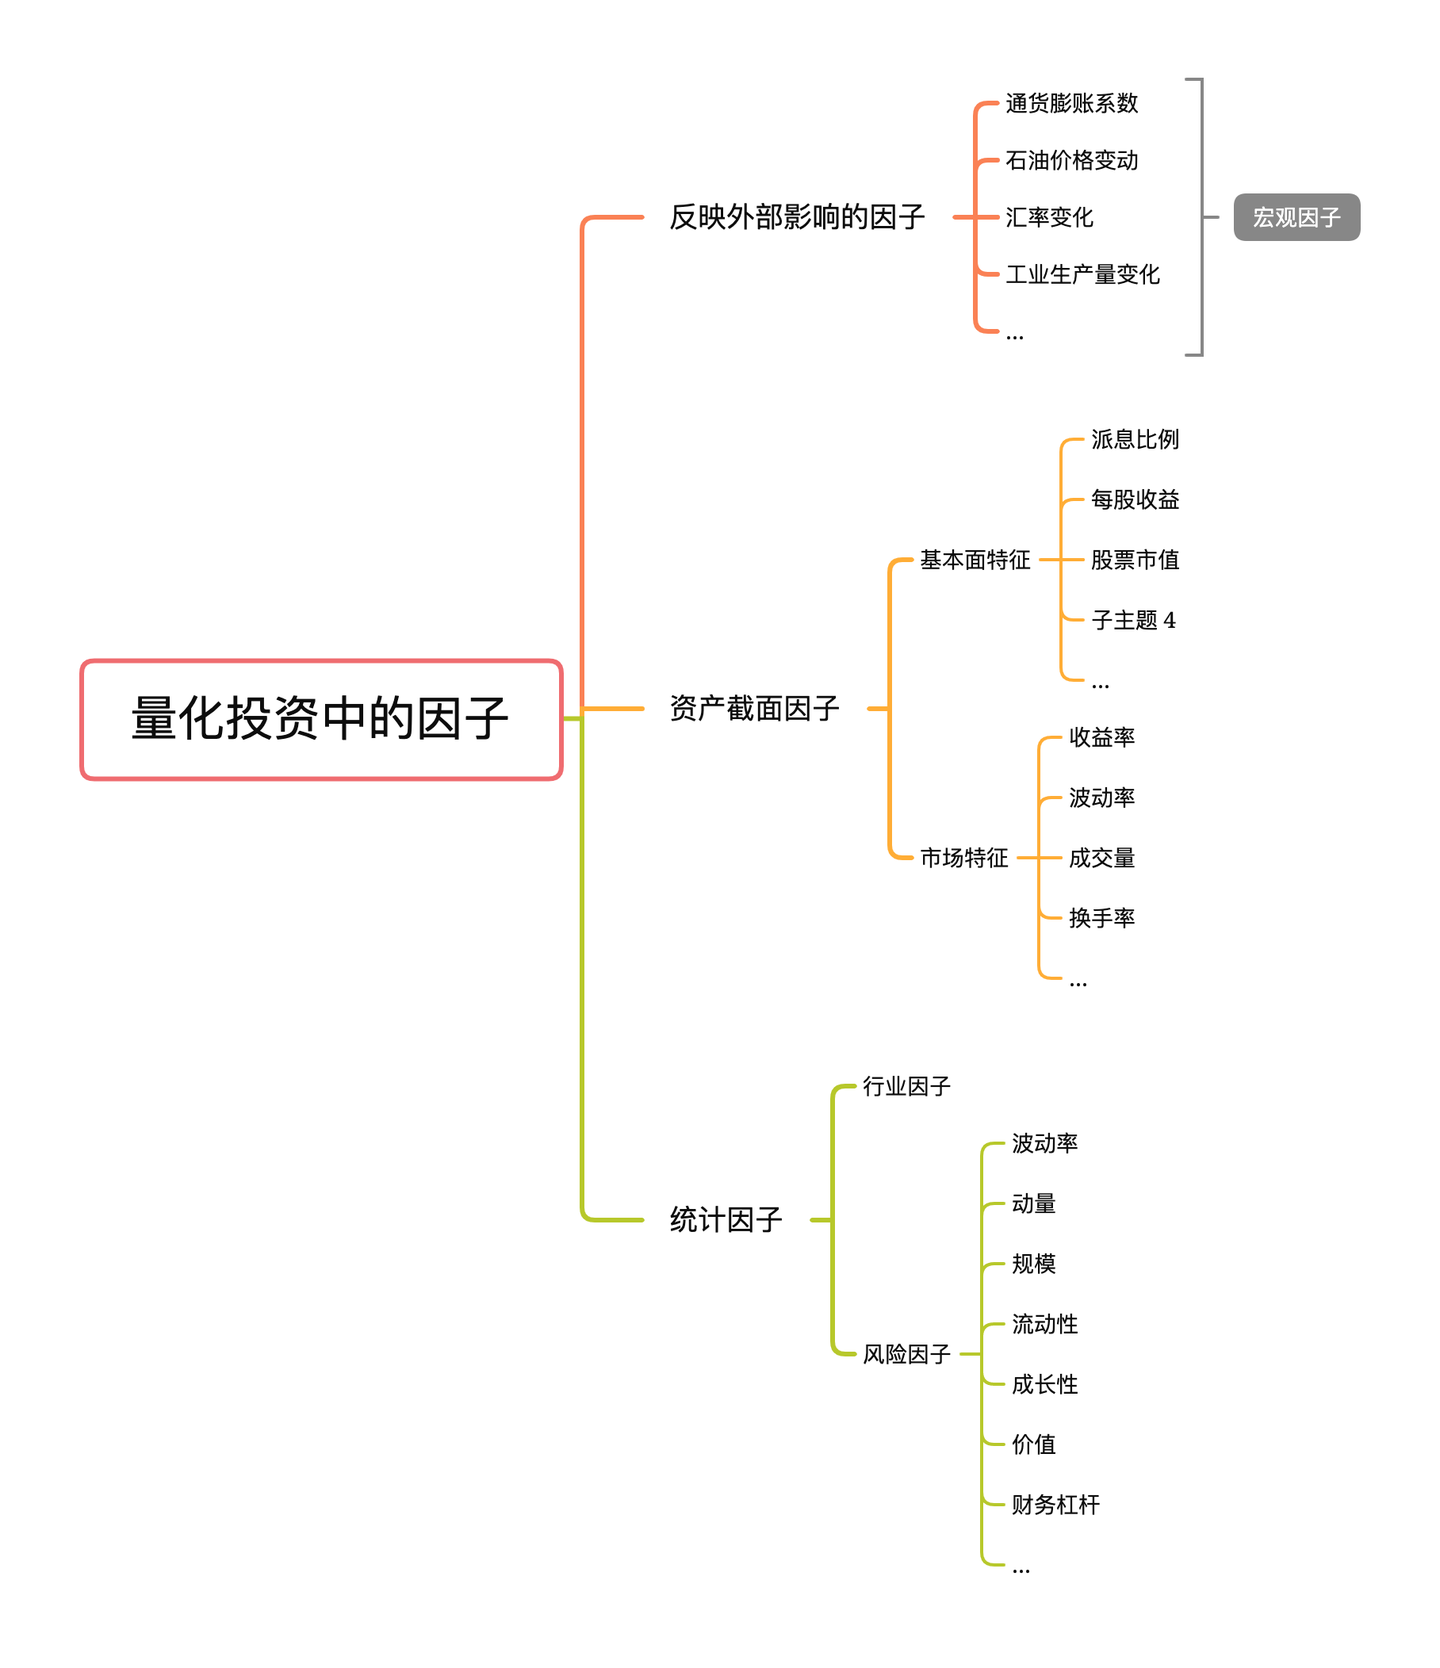 量化投资中的因子
反映外部影响的因子
通货膨账系数
石油价格变动
汇率变化
工业生产量变化
...
宏观因子
资产截面因子
基本面特征
派息比例
每股收益
股票市值
子主题 4
...
市场特征
收益率
波动率
成交量
换手率
...
统计因子
行业因子
风险因子
波动率
动量
规模
流动性
成长性
价值
财务杠杆
...